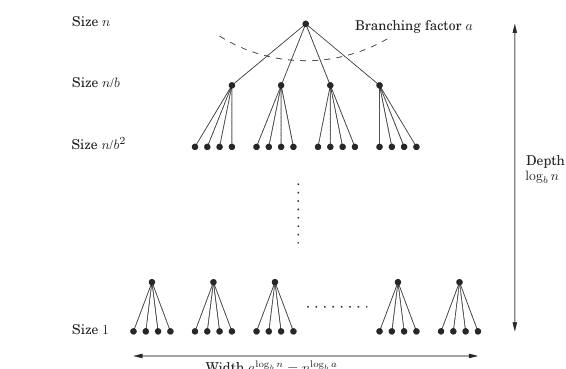 Size n
Branching factor a
Size n/b
Size n/b²
Depth
log_b n
Size 1
Width a^{log_b n} = n^{log_b a}